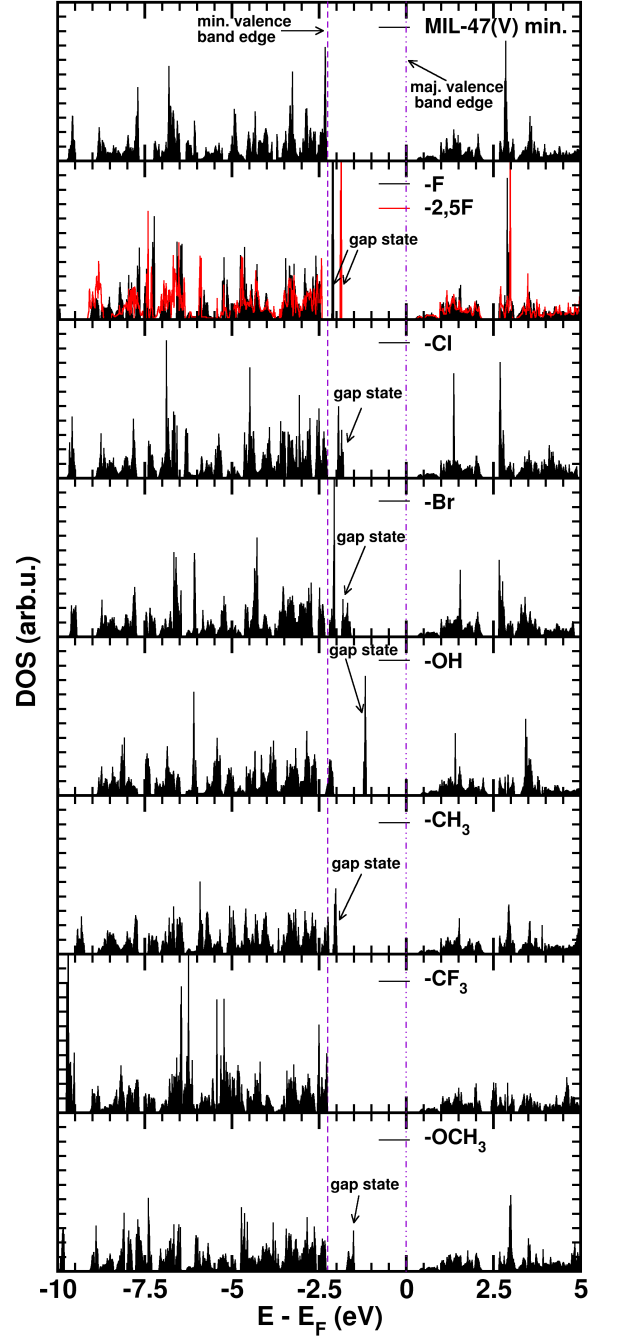 min. valence
band edge
MIL-47(V) min.
maj. valence
band edge
-F
-2,5F
gap state
-Cl
gap state
-Br
gap state
gap state
-OH
-CH₃
gap state
-CF₃
-OCH₃
gap state
DOS (arb.u.)
-10 -7.5 -5 -2.5 0 2.5 5
E - E_F (eV)